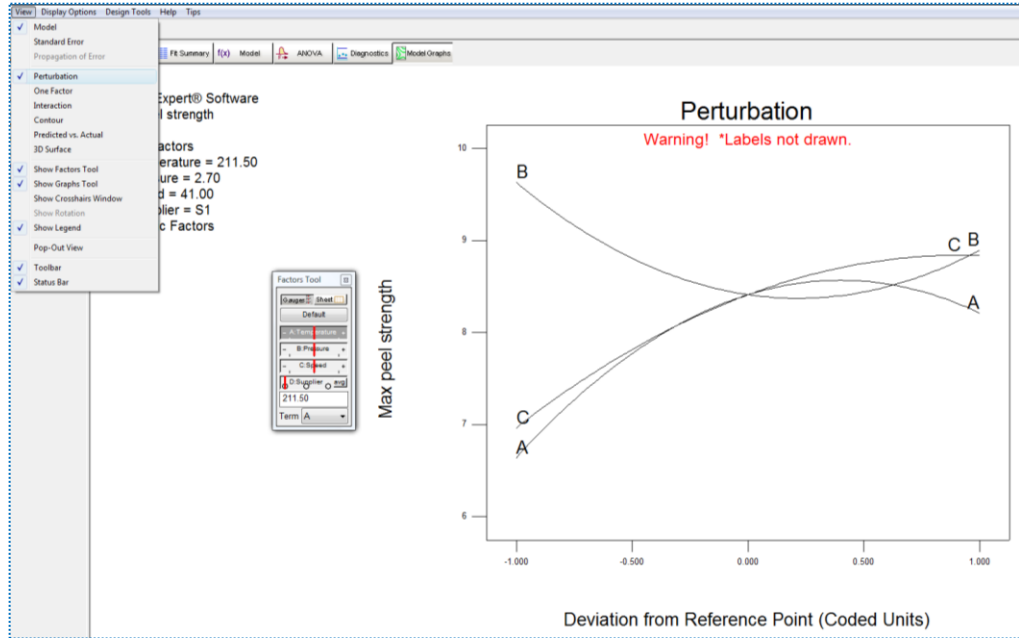 View Display Options Design Tools Help Tips
Model
Standard Error
Propagation of Error
Perturbation
One Factor
Interaction
Contour
Predicted vs. Actual
3D Surface
Show Factors Tool
Show Graphs Tool
Show Crosshairs Window
Show Rotation
Show Legend
Pop-Out View
Toolbar
Status Bar
Fit Summary f(x) Model ANOVA Diagnostics Model Graphs
Expert® Software
l strength
actors
erature = 211.50
ure = 2.70
d = 41.00
lier = S1
c Factors
Factors Tool
Gauges Sheet
Default
- A:Temperature +
- B:Pressure +
- C:Speed +
D:Supplier avg
211.50
Term A
Perturbation
Warning! *Labels not drawn.
Max peel strength
10
9
8
7
6
B
C B
A
C
A
-1.000 -0.500 0.000 0.500 1.000
Deviation from Reference Point (Coded Units)